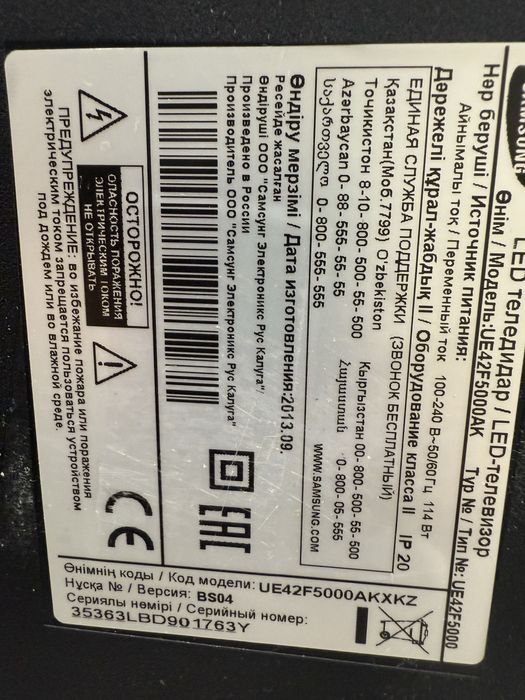 SAMSUNG
LED теледидар / LED-телевизор
Өнім / Модель:UE42F5000AK Тур № / Тип №: UE42F5000
Нәр беруші / Источник питания:
Айнымалы ток / Переменный ток 100-240 В~50/60 Гц 114 Вт
Дәрежелі құрал-жабдық II / Оборудование класса II IP 20
ЕДИНАЯ СЛУЖБА ПОДДЕРЖКИ (ЗВОНОК БЕСПЛАТНЫЙ)
Қазақстан(Моб.7799) O'zbekiston Кыргызстан 00-800-500-55-500
Точикистон 8-10-800-500-55-500
Azərbaycan 0-88-555-55-55 Հայաստան 0-800-05-555
საქართველო 0-800-555-555 WWW.SAMSUNG.COM
Өндіру мерзімі / Дата изготовления:2013.09.
Ресейде жасалған
Өндіруші ООО "Самсунг Электроникс Рус Калуга"
Произведено в России
Производитель ООО "Самсунг Электроникс Рус Калуга"
EAC
ОСТОРОЖНО!
ОПАСНОСТЬ ПОРАЖЕНИЯ
ЭЛЕКТРИЧЕСКИМ ТОКОМ
НЕ ОТКРЫВАТЬ
ПРЕДУПРЕЖДЕНИЕ: во избежание пожара или поражения
электрическим током запрещается пользоваться устройством
под дождем или во влажной среде.
CE
Өнімнің коды / Код модели: UE42F5000AKXKZ
Нұсқа № / Версия: BS04
Сериялы нөмірі / Серийный номер:
35363LBD901763Y